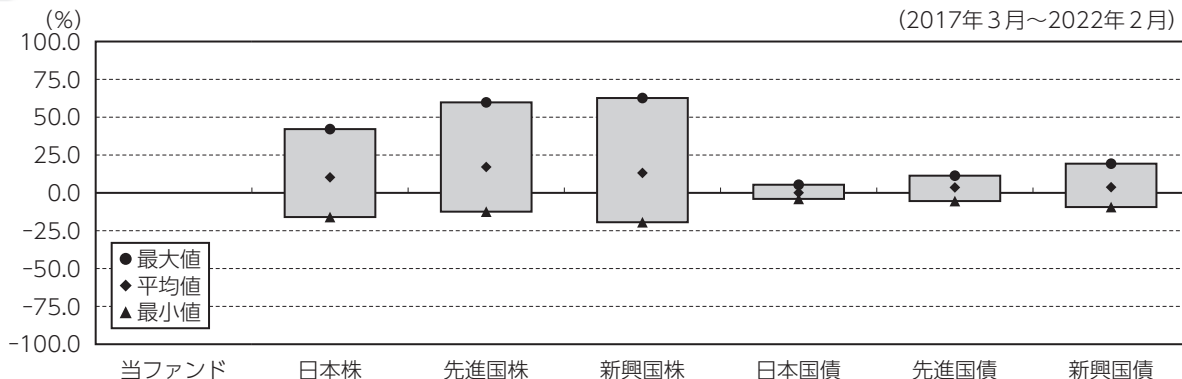 (%)
(2017年3月～2022年2月)
100.0
75.0
50.0
25.0
0.0
-25.0
-50.0
-75.0
-100.0
●最大値
◆平均値
▲最小値
当ファンド 日本株 先進国株 新興国株 日本国債 先進国債 新興国債